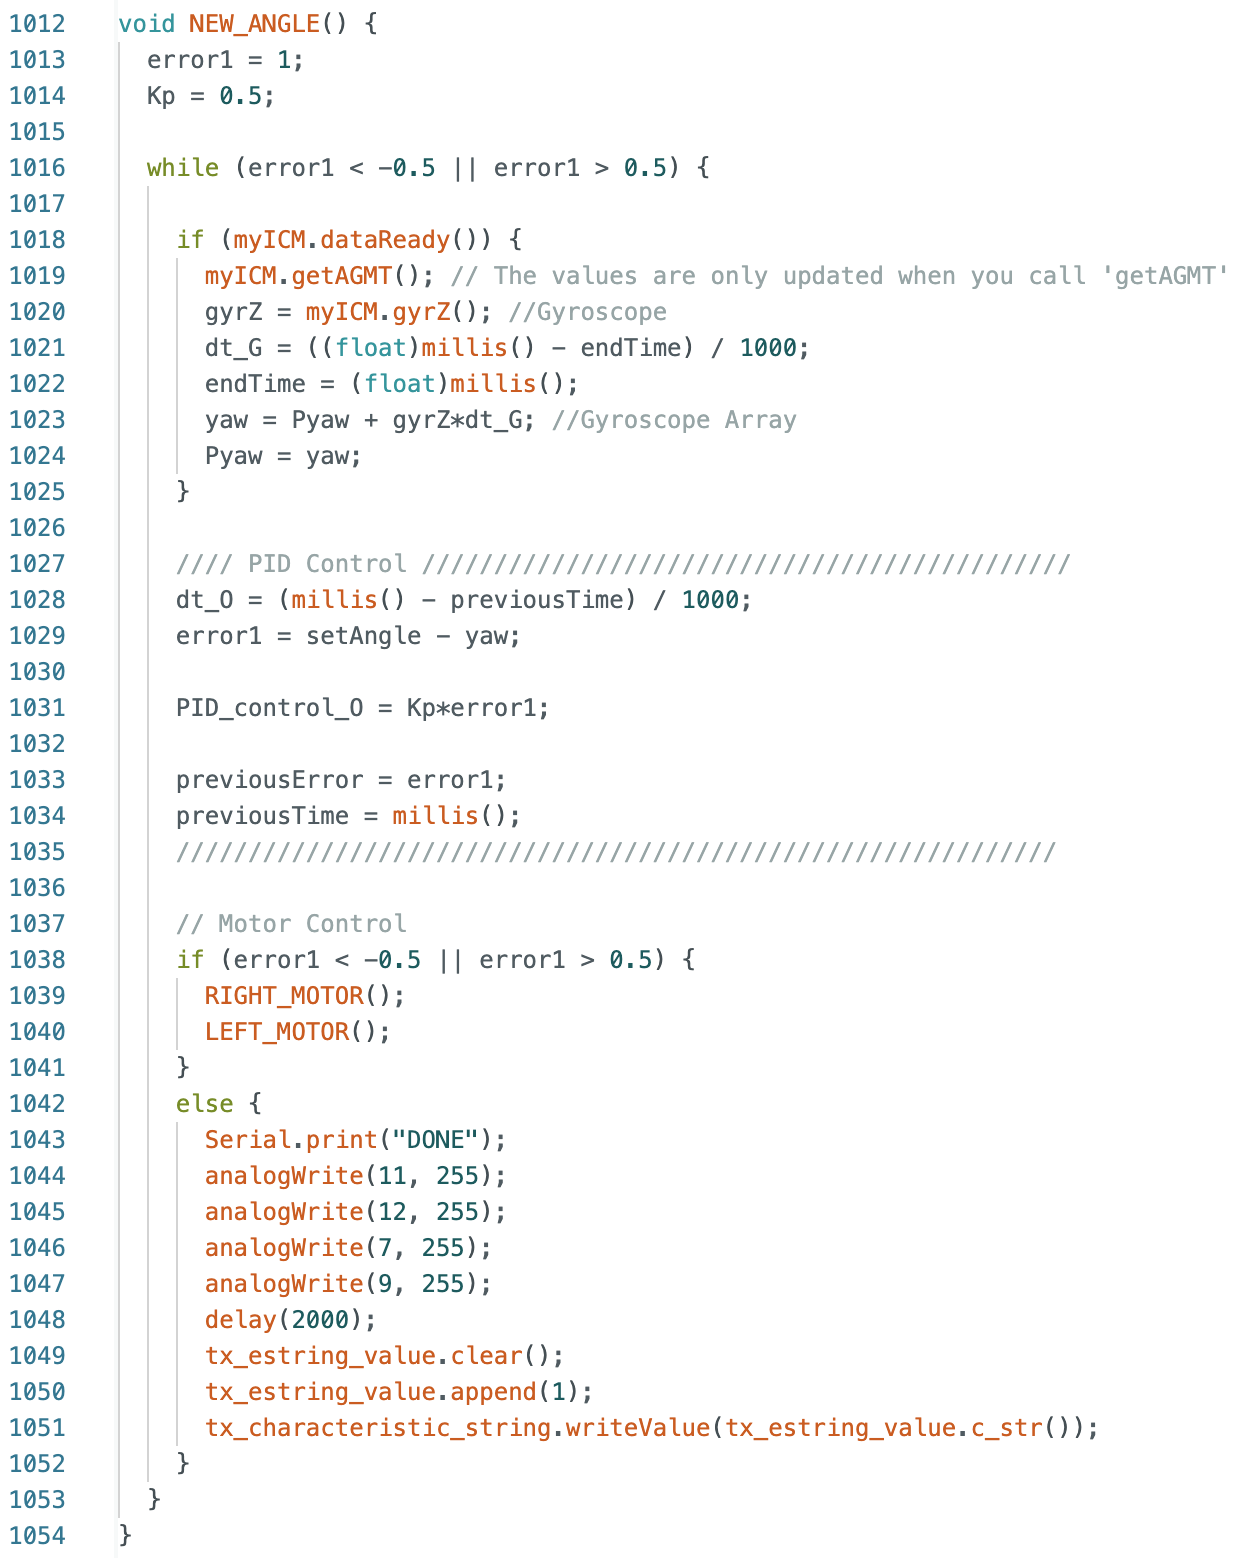 1012 void NEW_ANGLE() {
1013 error1 = 1;
1014 Kp = 0.5;
1015
1016 while (error1 < -0.5 || error1 > 0.5) {
1017
1018 if (myICM.dataReady()) {
1019 myICM.getAGMT(); // The values are only updated when you call 'getAGMT'
1020 gyrZ = myICM.gyrZ(); //Gyroscope
1021 dt_G = ((float)millis() - endTime) / 1000;
1022 endTime = (float)millis();
1023 yaw = Pyaw + gyrZ*dt_G; //Gyroscope Array
1024 Pyaw = yaw;
1025 }
1026
1027 //// PID Control /////////////////////////////////////////////
1028 dt_O = (millis() - previousTime) / 1000;
1029 error1 = setAngle - yaw;
1030
1031 PID_control_O = Kp*error1;
1032
1033 previousError = error1;
1034 previousTime = millis();
1035 /////////////////////////////////////////////////////////////
1036
1037 // Motor Control
1038 if (error1 < -0.5 || error1 > 0.5) {
1039 RIGHT_MOTOR();
1040 LEFT_MOTOR();
1041 }
1042 else {
1043 Serial.print("DONE");
1044 analogWrite(11, 255);
1045 analogWrite(12, 255);
1046 analogWrite(7, 255);
1047 analogWrite(9, 255);
1048 delay(2000);
1049 tx_estring_value.clear();
1050 tx_estring_value.append(1);
1051 tx_characteristic_string.writeValue(tx_estring_value.c_str());
1052 }
1053 }
1054 }